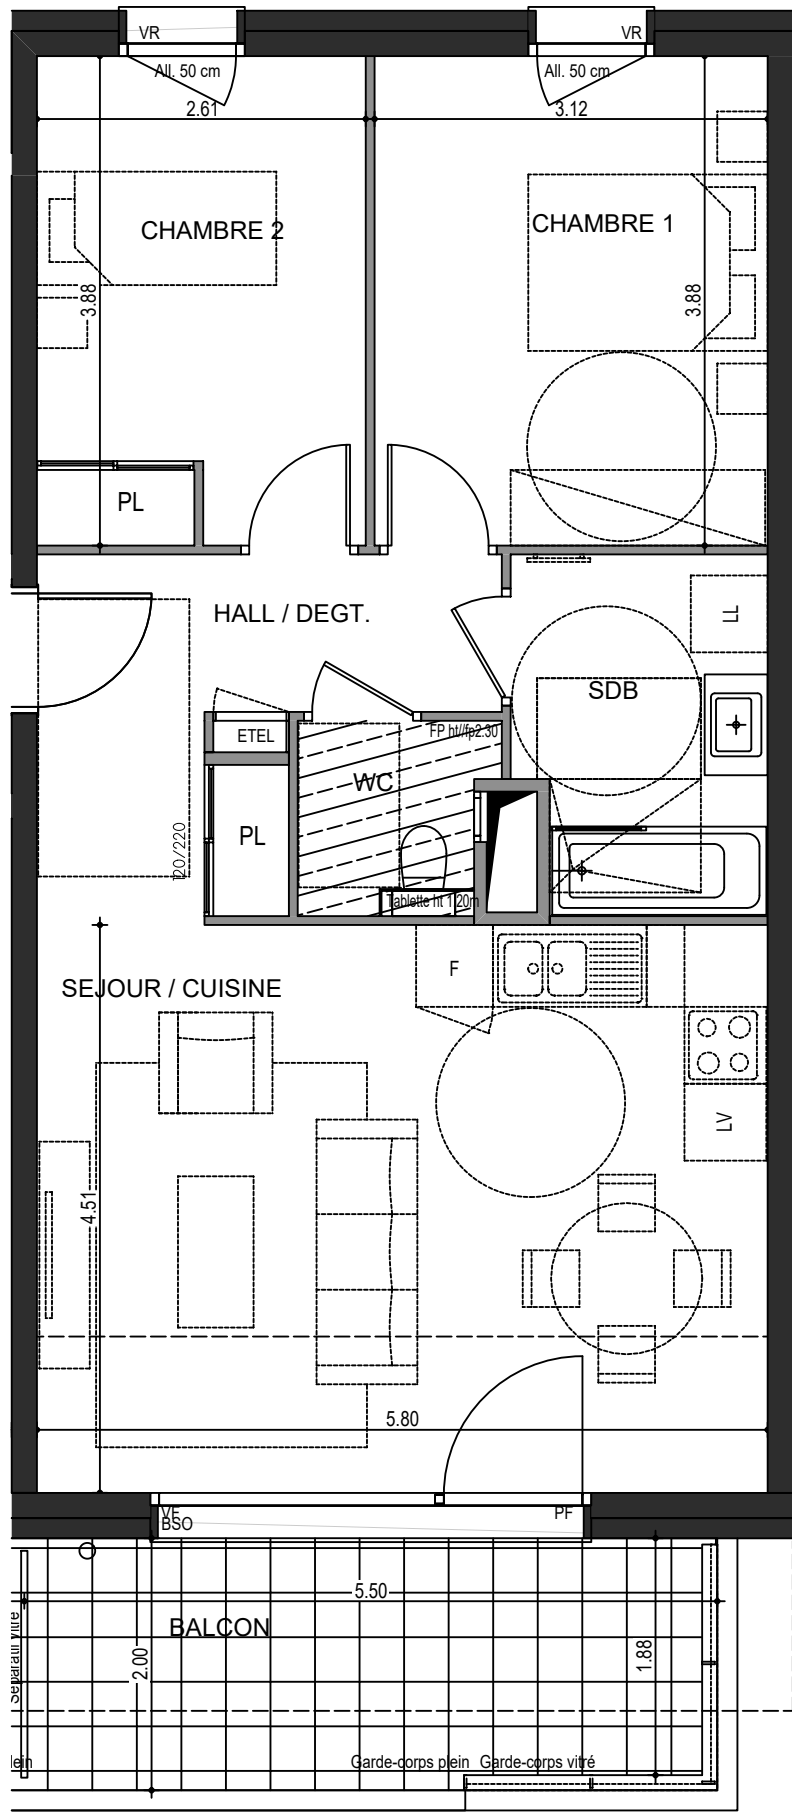 VR
VR
All. 50 cm
All. 50 cm
2.61
3.12
CHAMBRE 2
CHAMBRE 1
3.88
3.88
PL
HALL / DEGT.
LL
SDB
ETEL
FP ht//fp2.30
WC
PL
120/220
Tablette ht 1.20m
F
SEJOUR / CUISINE
LV
4.51
5.80
VF
PF
BSO
5.50
BALCON
Séparatif vitré
2.00
1.88
lein
Garde-corps plein
Garde-corps vitré